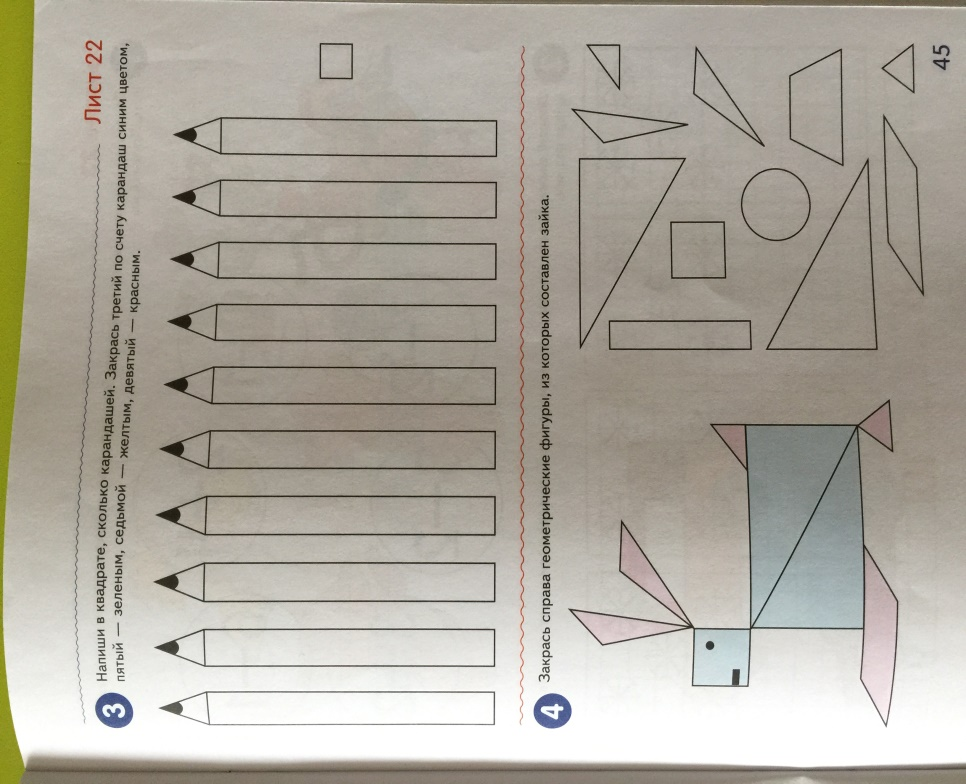 Лист 22
3 Напиши в квадрате, сколько карандашей. Закрась третий по счету карандаш синим цветом,
пятый — зеленым, седьмой — желтым, девятый — красным.
4 Закрась справа геометрические фигуры, из которых составлен зайка.
45